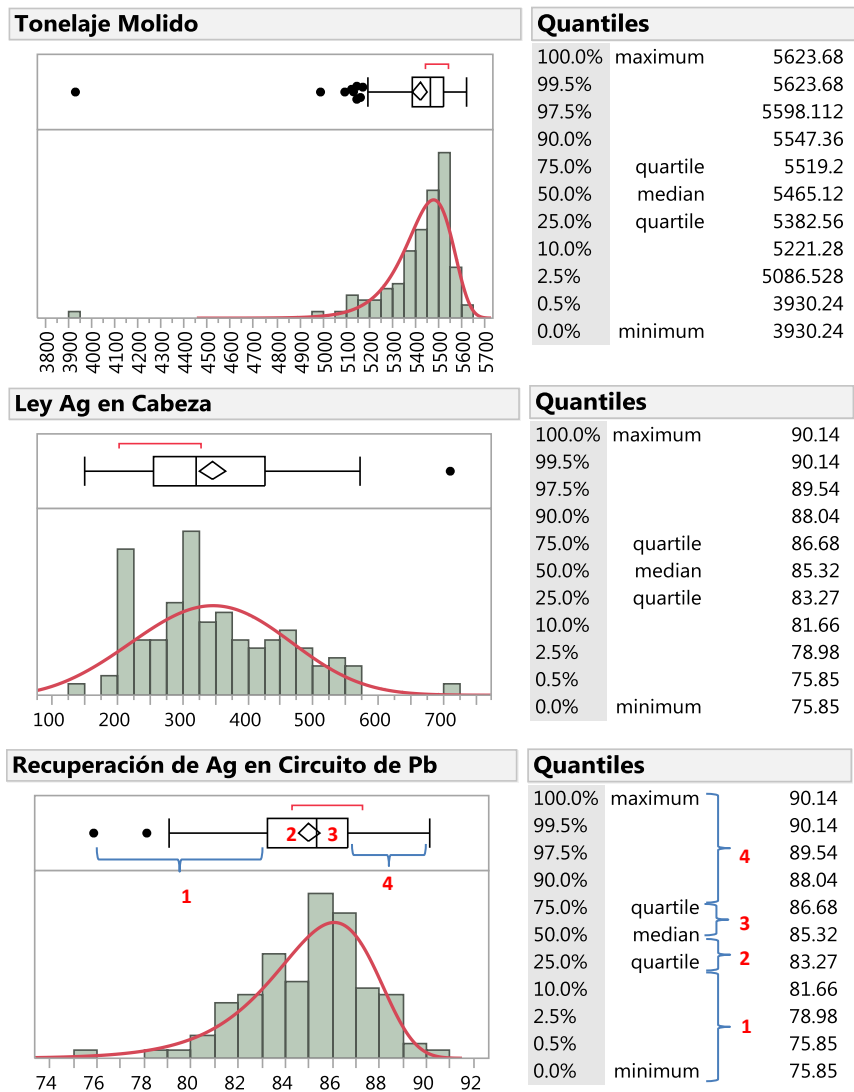 Tonelaje Molido
3800 3900 4000 4100 4200 4300 4400 4500 4600 4700 4800 4900 5000 5100 5200 5300 5400 5500 5600 5700
Quantiles
100.0% maximum 5623.68
99.5% 5623.68
97.5% 5598.112
90.0% 5547.36
75.0% quartile 5519.2
50.0% median 5465.12
25.0% quartile 5382.56
10.0% 5221.28
2.5% 5086.528
0.5% 3930.24
0.0% minimum 3930.24
Ley Ag en Cabeza
100 200 300 400 500 600 700
Quantiles
100.0% maximum 90.14
99.5% 90.14
97.5% 89.54
90.0% 88.04
75.0% quartile 86.68
50.0% median 85.32
25.0% quartile 83.27
10.0% 81.66
2.5% 78.98
0.5% 75.85
0.0% minimum 75.85
Recuperación de Ag en Circuito de Pb
2 3
1 4
74 76 78 80 82 84 86 88 90 92
Quantiles
100.0% maximum 90.14
99.5% 90.14
97.5% 89.54
4
90.0% 88.04
75.0% quartile 86.68
3
50.0% median 85.32
2
25.0% quartile 83.27
10.0% 81.66
2.5% 78.98
1
0.5% 75.85
0.0% minimum 75.85